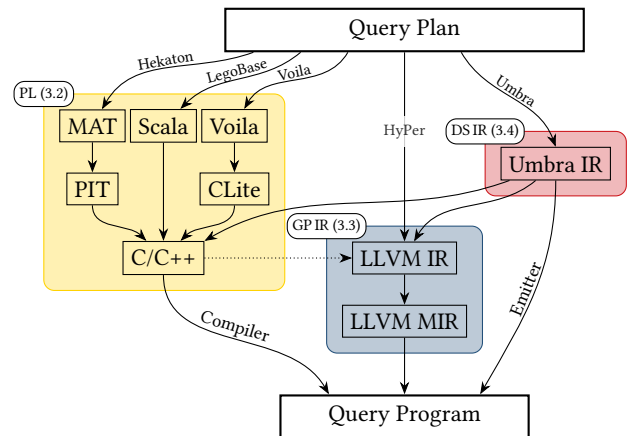 Query Plan
Hekaton
LegoBase
Voila
Umbra
PL (3.2)
MAT
Scala
Voila
HyPer
DS IR (3.4)
Umbra IR
PIT
CLite
GP IR (3.3)
C/C++
LLVM IR
LLVM MIR
Compiler
Emitter
Query Program